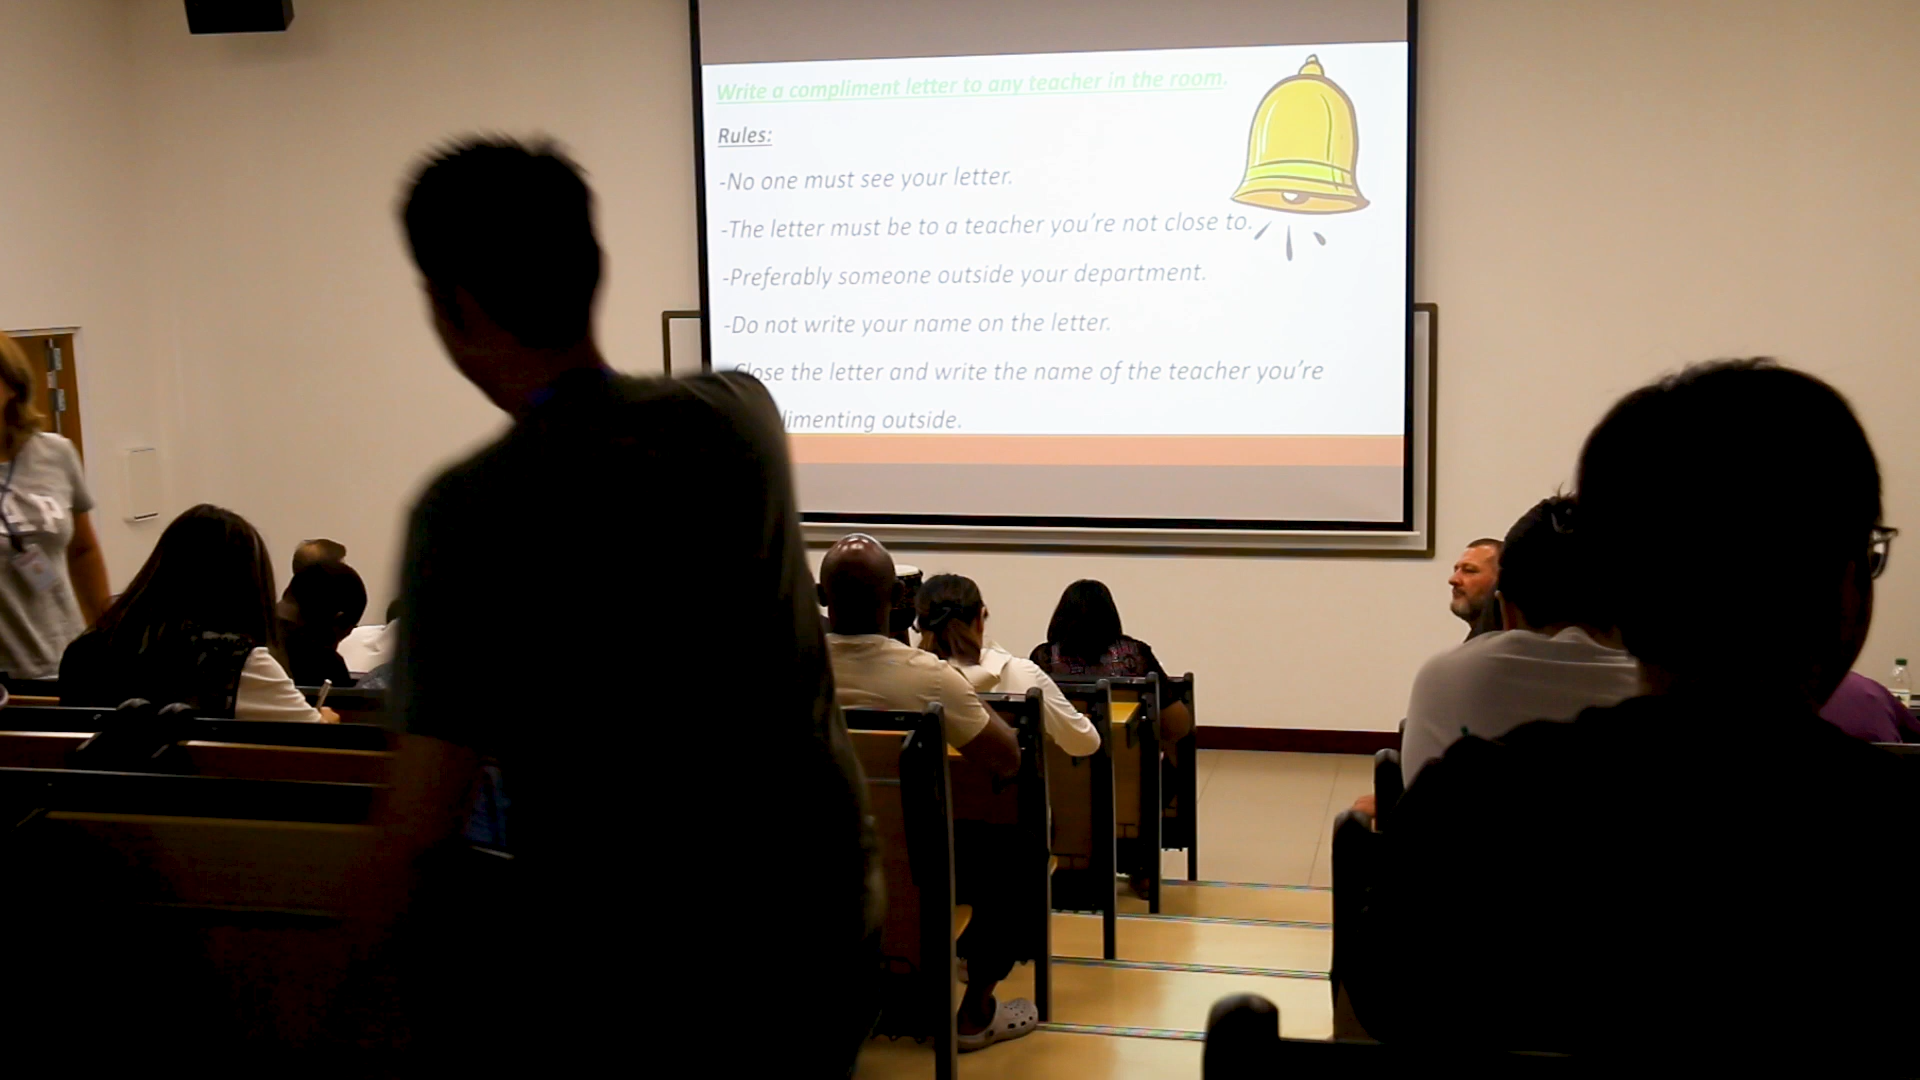 Write a compliment letter to any teacher in the room.
Rules:
-No one must see your letter.
-The letter must be to a teacher you're not close to.
-Preferably someone outside your department.
-Do not write your name on the letter.
Close the letter and write the name of the teacher you're
outside.